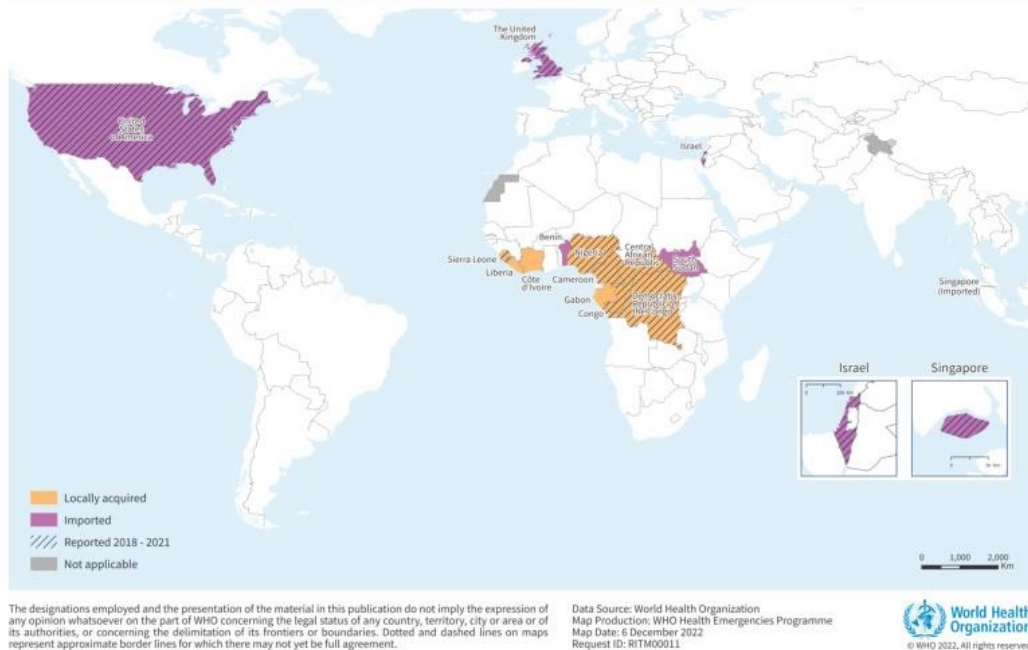 The United
Kingdom
United
States
of America
Israel
Benin
Nigeria
Central
African
Republic
South
Sudan
Sierra Leone
Liberia
Côte
d'Ivoire
Cameroon
Gabon
Congo
Democratic
Republic of
the Congo
Singapore
(Imported)
Israel
Singapore
0
Km
0
Km
Locally acquired
Imported
Reported 2018 - 2021
Not applicable
0 1,000 2,000
Km
The designations employed and the presentation of the material in this publication do not imply the expression of
any opinion whatsoever on the part of WHO concerning the legal status of any country, territory, city or area or of
its authorities, or concerning the delimitation of its frontiers or boundaries. Dotted and dashed lines on maps
represent approximate border lines for which there may not yet be full agreement.
Data Source: World Health Organization
Map Production: WHO Health Emergencies Programme
Map Date: 6 December 2022
Request ID: RITM00011
World Health
Organization
© WHO 2022, All rights reserved